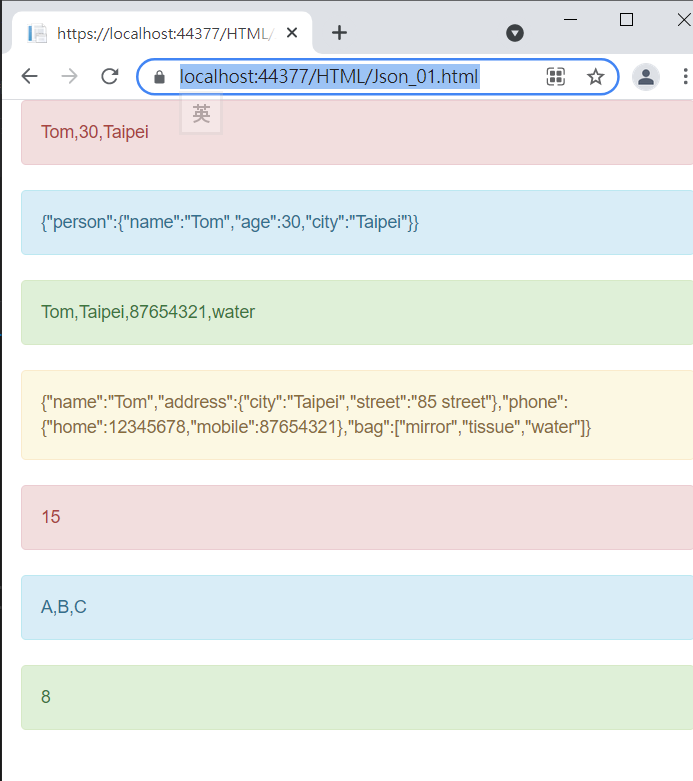 https://localhost:44377/HTML/
localhost:44377/HTML/Json_01.html
英
Tom,30,Taipei
{"person":{"name":"Tom","age":30,"city":"Taipei"}}
Tom,Taipei,87654321,water
{"name":"Tom","address":{"city":"Taipei","street":"85 street"},"phone":
{"home":12345678,"mobile":87654321},"bag":["mirror","tissue","water"]}
15
A,B,C
8